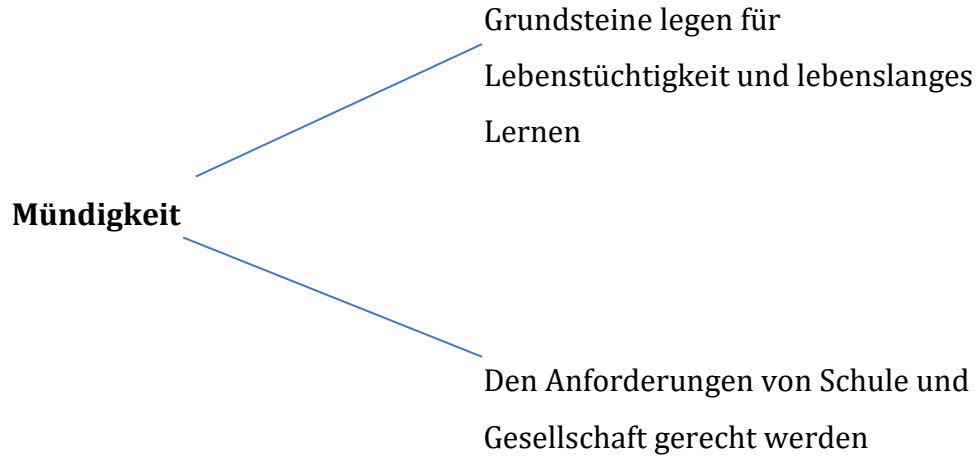 Grundsteine legen für
Lebenstüchtigkeit und lebenslanges
Lernen
Mündigkeit
Den Anforderungen von Schule und
Gesellschaft gerecht werden